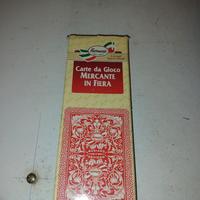 Carte da Gioco
MERCANTE
IN FIERA